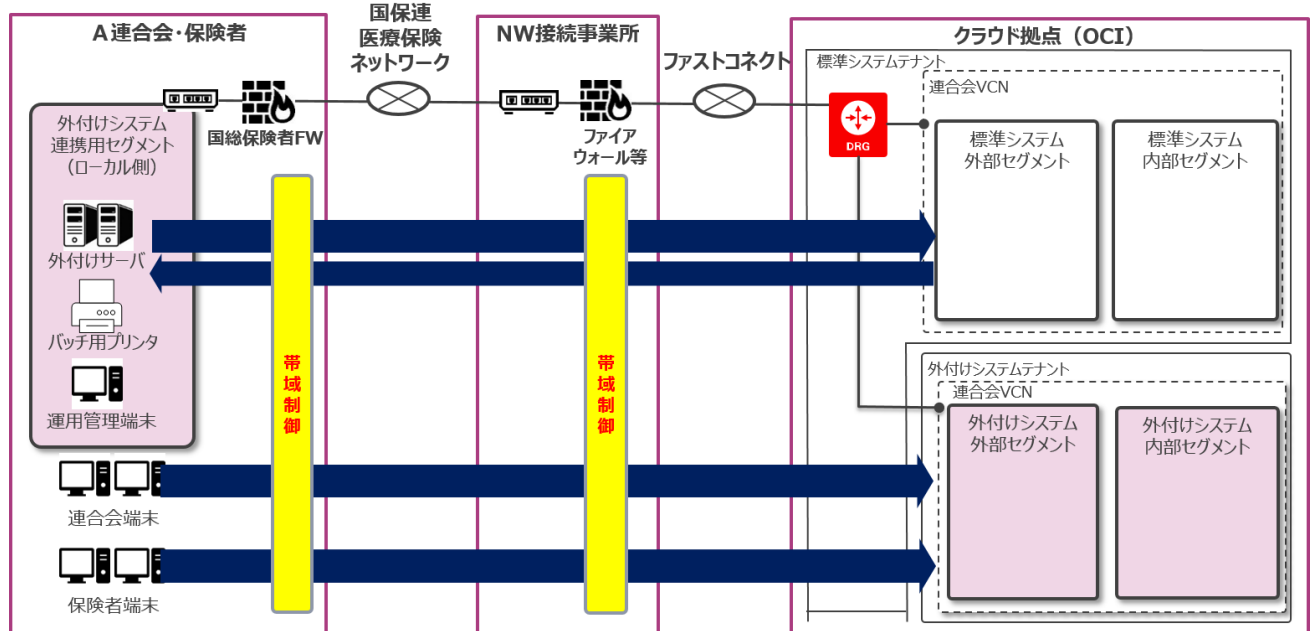 A連合会・保険者
国保連
医療保険
ネットワーク
NW接続事業所
ファストコネクト
クラウド拠点（OCI）
標準システムテナント
連合会VCN
外付けシステム
連携用セグメント
（ローカル側）
国総保険者FW
ファイア
ウォール等
DRG
標準システム
外部セグメント
標準システム
内部セグメント
外付けサーバ
バッチ用プリンタ
運用管理端末
帯域制御
帯域制御
外付けシステムテナント
連合会VCN
外付けシステム
外部セグメント
外付けシステム
内部セグメント
連合会端末
保険者端末